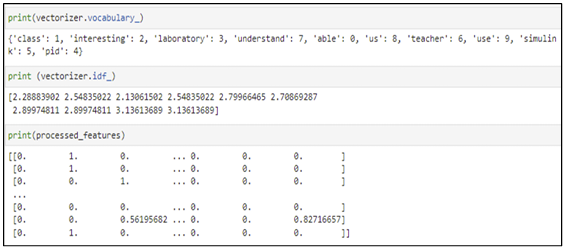 print(vectorizer.vocabulary_)
{'class': 1, 'interesting': 2, 'laboratory': 3, 'understand': 7, 'able': 0, 'us': 8, 'teacher': 6, 'use': 9, 'simulin
k': 5, 'pid': 4}
print (vectorizer.idf_)
[2.28883902 2.54835022 2.13061502 2.54835022 2.79966465 2.70869287
2.89974811 2.89974811 3.13613689 3.13613689]
print(processed_features)
[[0. 1. 0. ... 0. 0. 0. ]
[0. 1. 0. ... 0. 0. 0. ]
[0. 0. 1. ... 0. 0. 0. ]
...
[0. 0. 0. ... 0. 0. 0. ]
[0. 0. 0.56195682 ... 0. 0. 0.82716657]
[0. 1. 0. ... 0. 0. 0. ]]